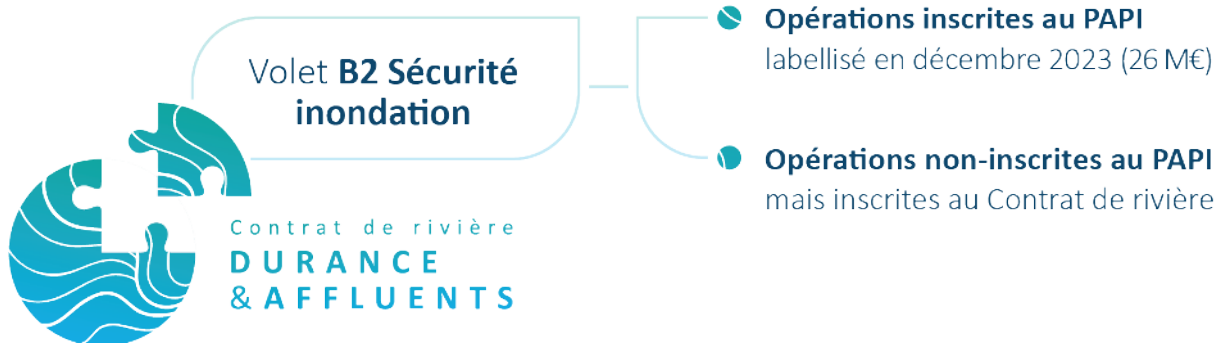 Volet B2 Sécurité
inondation
Opérations inscrites au PAPI
labellisé en décembre 2023 (26 M€)
Opérations non-inscrites au PAPI
mais inscrites au Contrat de rivière
Contrat de rivière
DURANCE
& AFFLUENTS